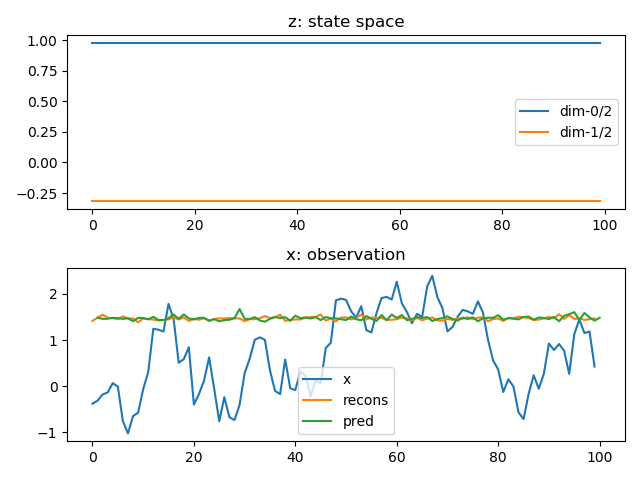 z: state space
1.00
0.75
0.50
0.25
0.00
−0.25
dim-0/2
dim-1/2
0 20 40 60 80 100
x: observation
2
1
0
−1
x
recons
pred
0 20 40 60 80 100